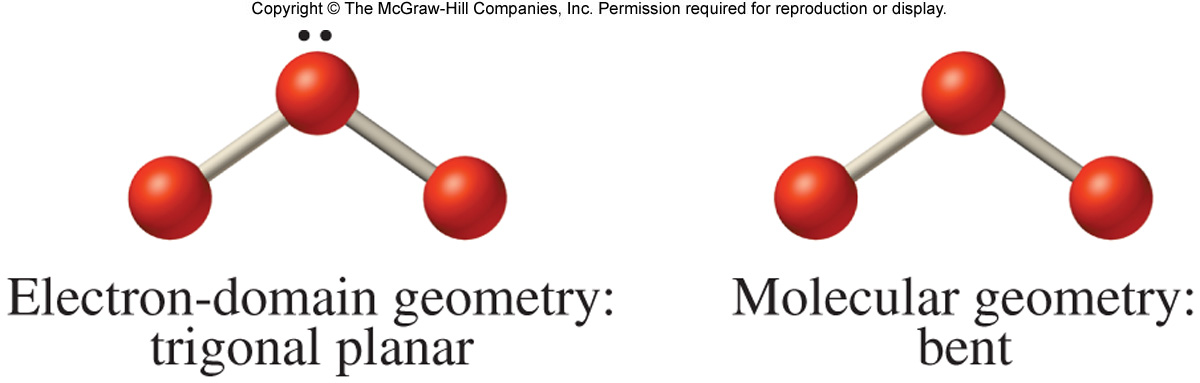 Copyright © The McGraw-Hill Companies, Inc. Permission required for reproduction or display.
Electron-domain geometry:
trigonal planar
Molecular geometry:
bent